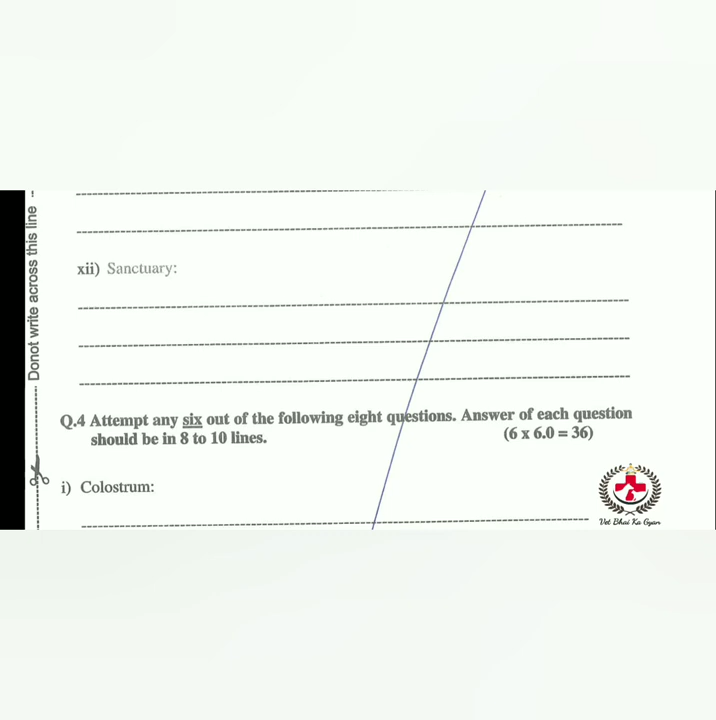 Donot write across this line
xii) Sanctuary:
Q.4 Attempt any six out of the following eight questions. Answer of each question
should be in 8 to 10 lines.
(6 x 6.0 = 36)
i) Colostrum:
Vet Bhai Ka Gyan